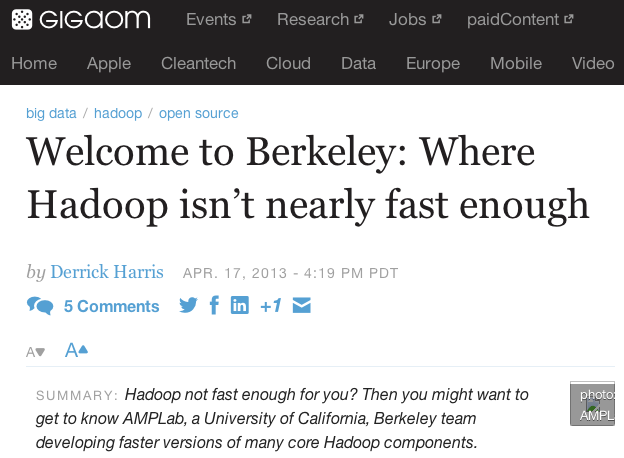 GIGAOM Events Research Jobs paidContent
Home Apple Cleantech Cloud Data Europe Mobile Video
big data / hadoop / open source
Welcome to Berkeley: Where
Hadoop isn’t nearly fast enough
by Derrick Harris APR. 17, 2013 - 4:19 PM PDT
5 Comments f in +1
A A
SUMMARY: Hadoop not fast enough for you? Then you might want to
get to know AMPLab, a University of California, Berkeley team
developing faster versions of many core Hadoop components.
photo:
AMPL